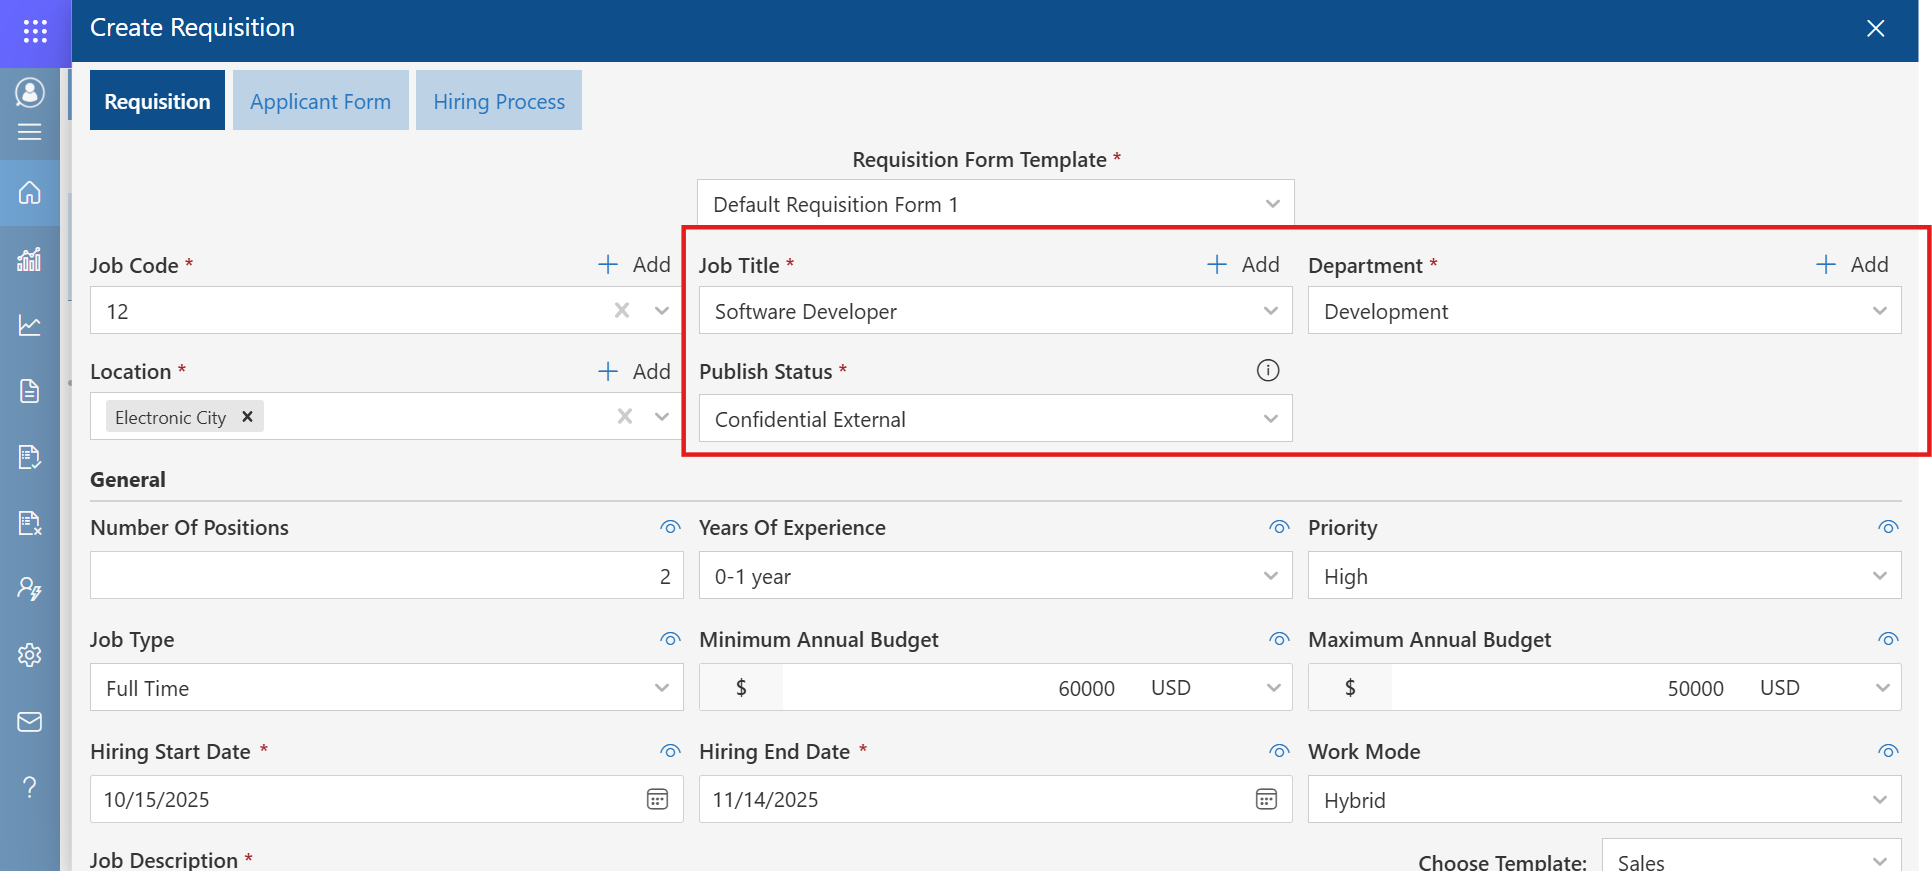 Create Requisition
Requisition Applicant Form Hiring Process
Requisition Form Template *
Default Requisition Form 1
Job Code * Add Job Title * Add Department * Add
12 Software Developer Development
Location * Add Publish Status *
Electronic City Confidential External
General
Number Of Positions Years Of Experience Priority
2 0-1 year High
Job Type Minimum Annual Budget Maximum Annual Budget
Full Time $ 60000 USD $ 50000 USD
Hiring Start Date * Hiring End Date * Work Mode
10/15/2025 11/14/2025 Hybrid
Job Description * Choose Template: Sales